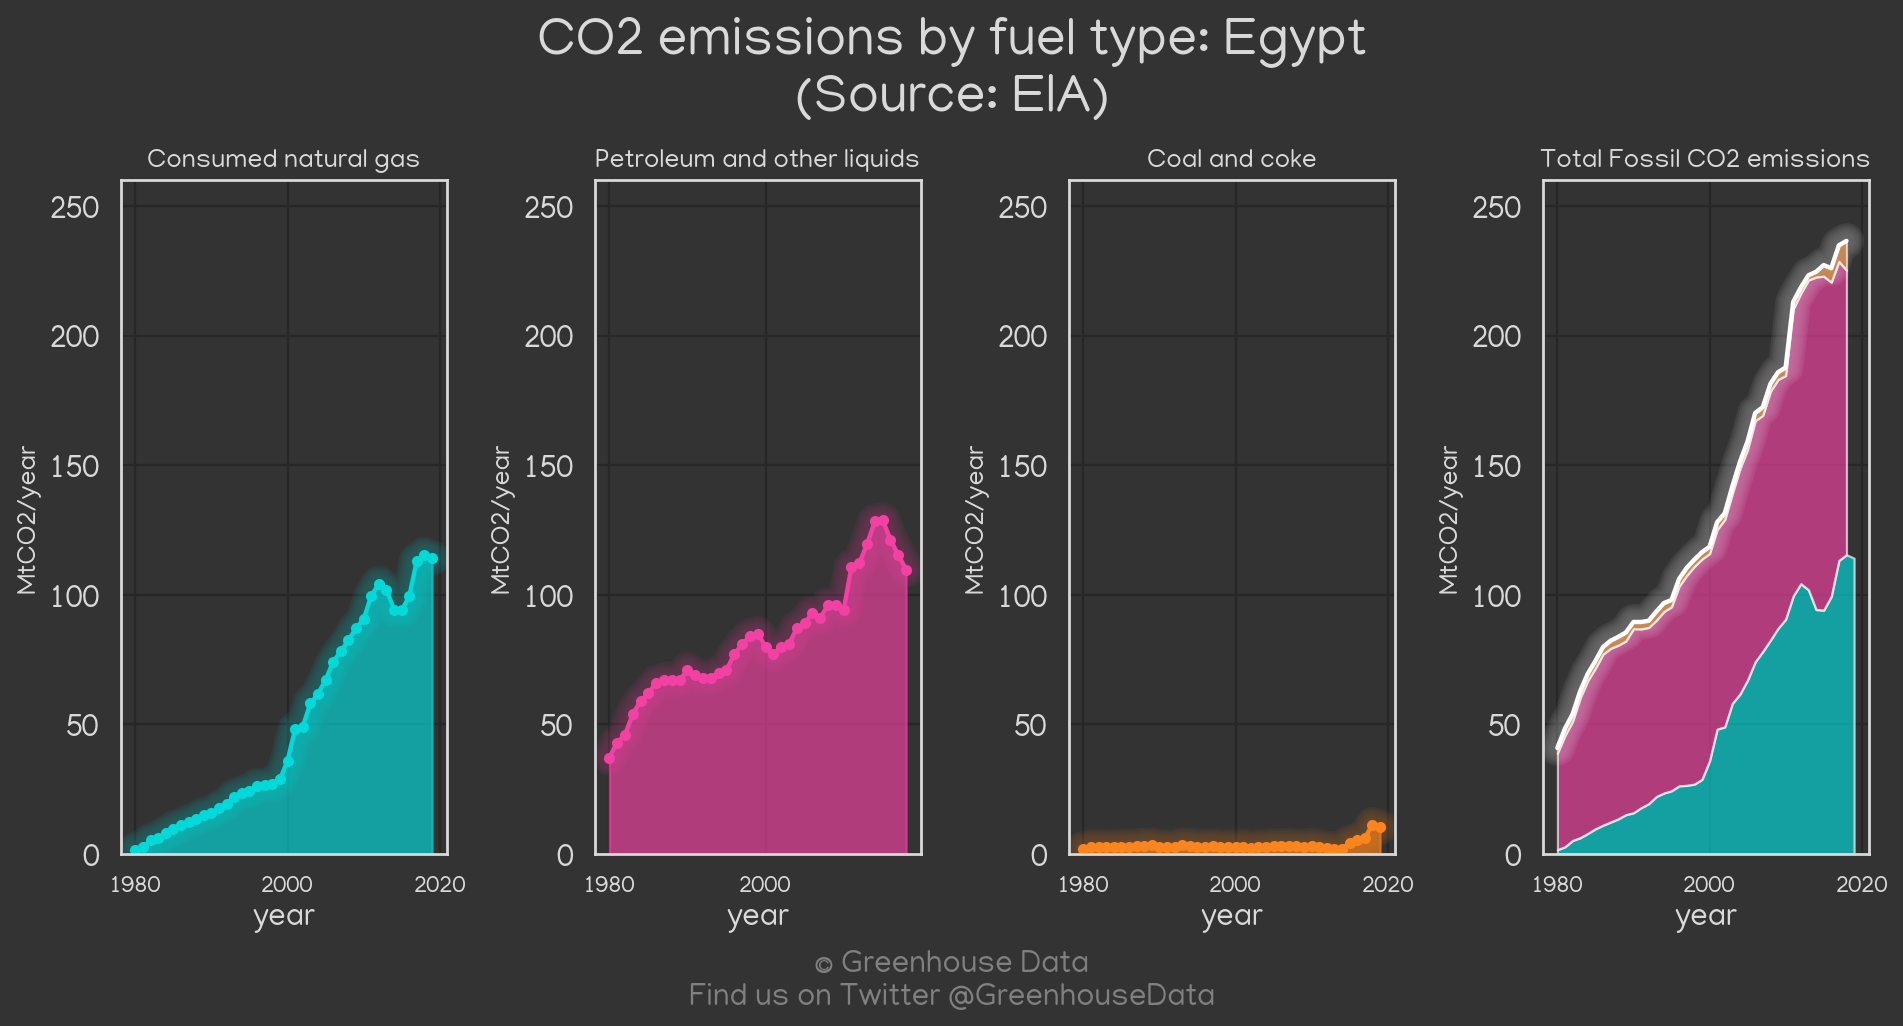 CO2 emissions by fuel type: Egypt
(Source: EIA)
Consumed natural gas
250
200
150
100
50
0
MtCO2/year
1980 2000 2020
year
Petroleum and other liquids
250
200
150
100
50
0
MtCO2/year
1980 2000
year
Coal and coke
250
200
150
100
50
0
MtCO2/year
1980 2000 2020
year
Total Fossil CO2 emissions
250
200
150
100
50
0
MtCO2/year
1980 2000 2020
year
© Greenhouse Data
Find us on Twitter @GreenhouseData